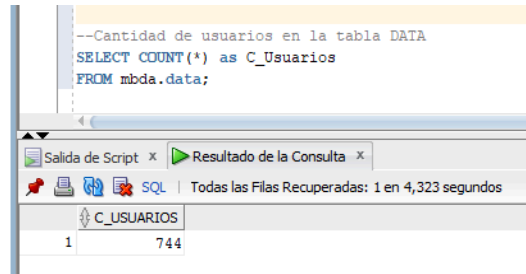 --Cantidad de usuarios en la tabla DATA
SELECT COUNT(*) as C_Usuarios
FROM mbda.data;
Salida de Script x Resultado de la Consulta x
SQL | Todas las Filas Recuperadas: 1 en 4,323 segundos
C_USUARIOS
1 744